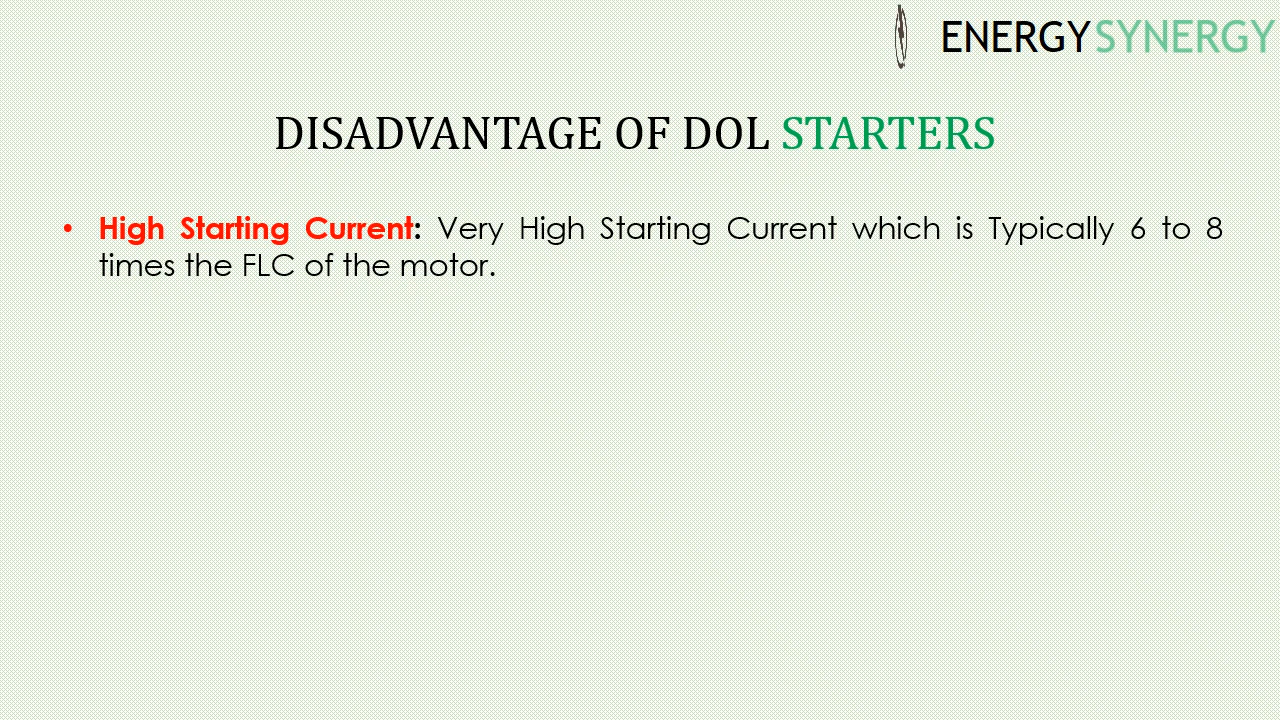 ENERGYSYNERGY
DISADVANTAGE OF DOL STARTERS
• High Starting Current: Very High Starting Current which is Typically 6 to 8
times the FLC of the motor.